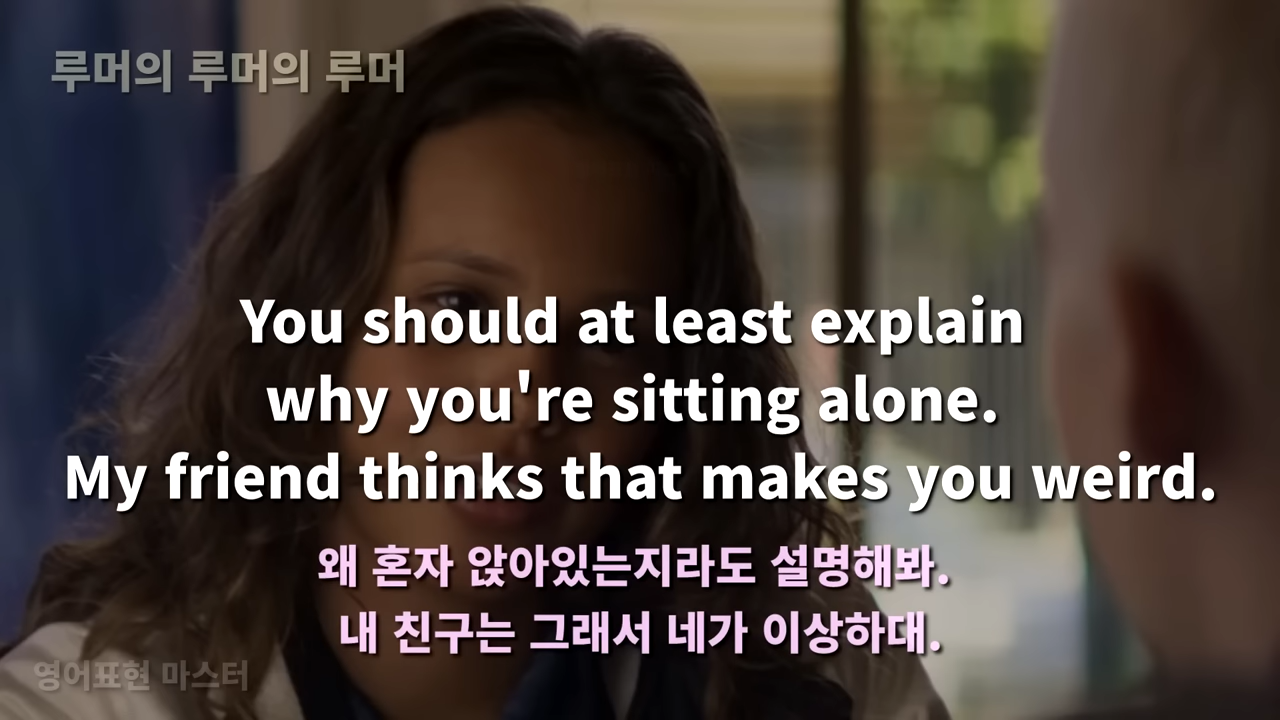 루머의 루머의 루머
You should at least explain
why you're sitting alone.
My friend thinks that makes you weird.
왜 혼자 앉아있는지라도 설명해봐.
내 친구는 그래서 네가 이상하대.
영어표현 마스터